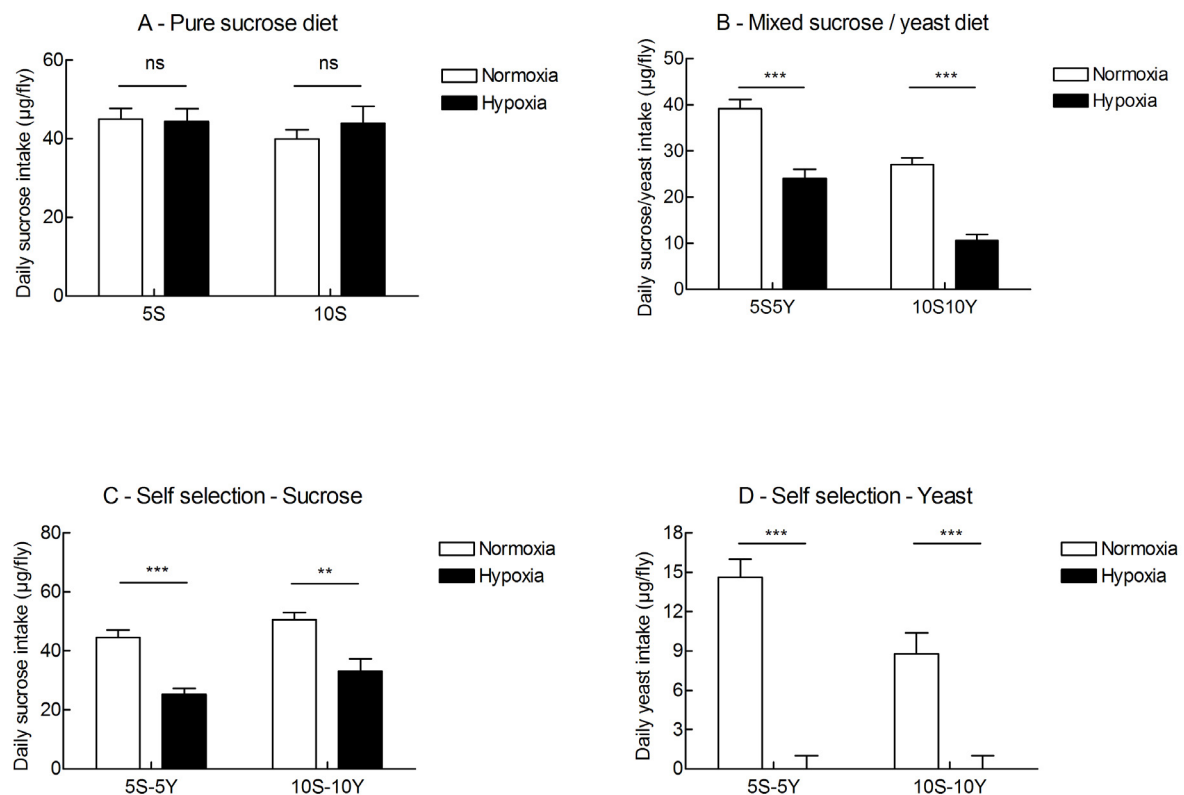 A - Pure sucrose diet
Daily sucrose intake (µg/fly)
60
40
20
0
ns
ns
5S
10S
Normoxia
Hypoxia
B - Mixed sucrose / yeast diet
Daily sucrose/yeast intake (µg/fly)
50
40
30
20
10
0
***
***
5S5Y
10S10Y
Normoxia
Hypoxia
C - Self selection - Sucrose
Daily sucrose intake (µg/fly)
80
60
40
20
0
***
**
5S-5Y
10S-10Y
Normoxia
Hypoxia
D - Self selection - Yeast
Daily yeast intake (µg/fly)
18
15
12
9
6
3
0
***
***
5S-5Y
10S-10Y
Normoxia
Hypoxia